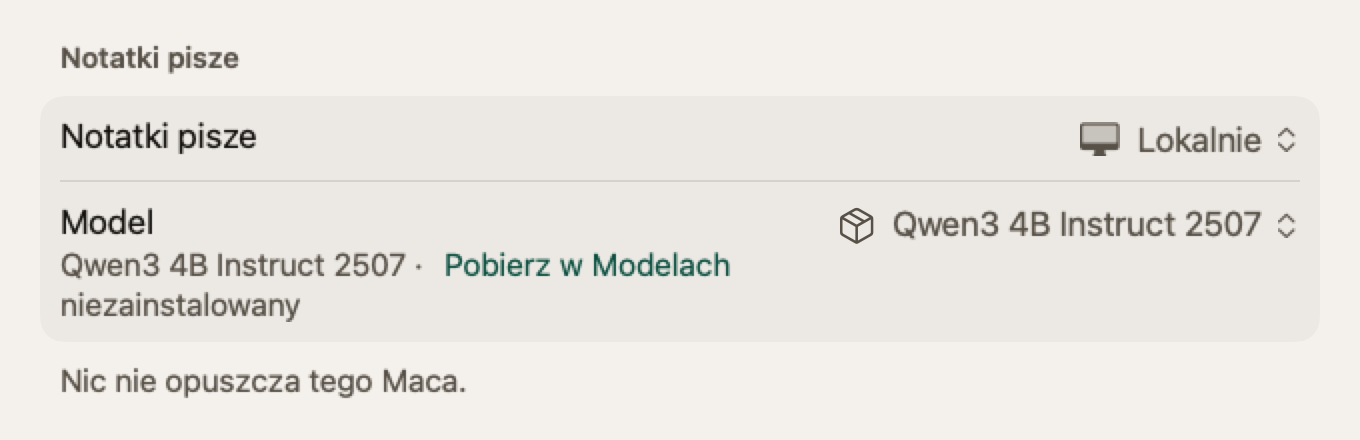 Notatki pisze
Notatki pisze
Lokalnie
Model
Qwen3 4B Instruct 2507
Qwen3 4B Instruct 2507 · Pobierz w Modelach
niezainstalowany
Nic nie opuszcza tego Maca.